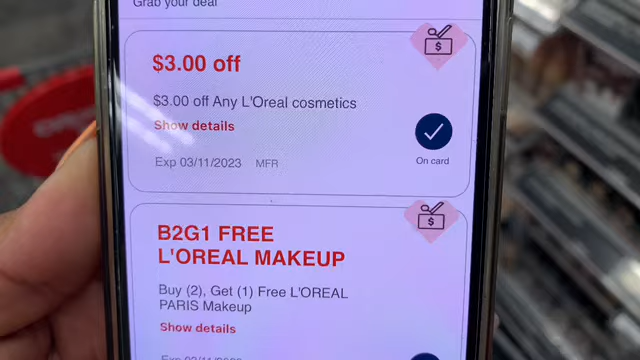 Grab your deal
$3.00 off
$
$3.00 off Any L'Oreal cosmetics
Show details
On card
Exp 03/11/2023 MFR
$
B2G1 FREE
L'OREAL MAKEUP
Buy (2), Get (1) Free L'OREAL
PARIS Makeup
Show details